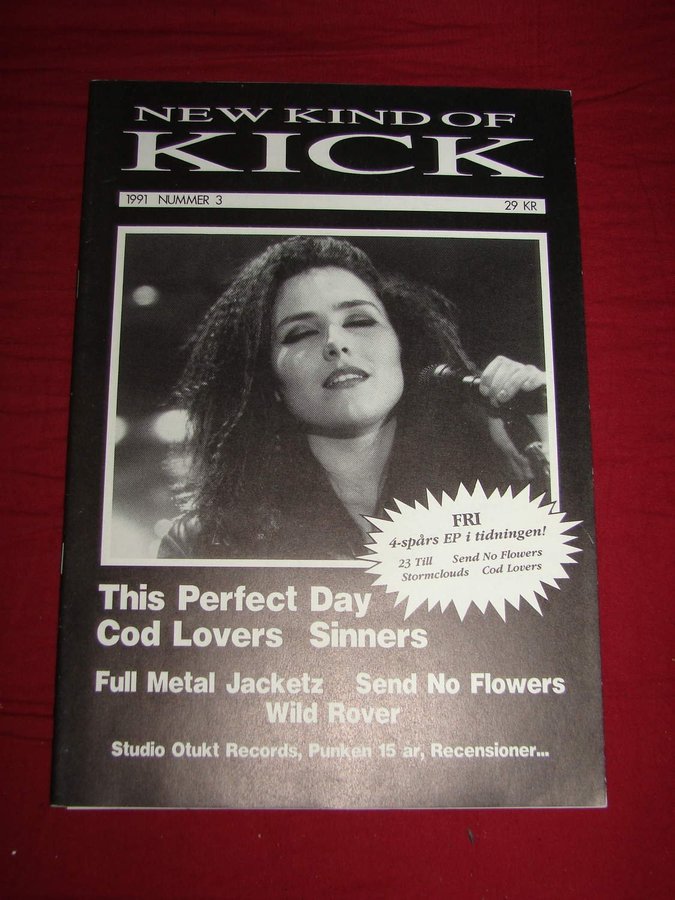 NEW KIND OF
KICK
1991 NUMMER 3 29 KR
FRI
4-spårs EP i tidningen!
23 Till Send No Flowers
Stormclouds Cod Lovers
This Perfect Day
Cod Lovers Sinners
Full Metal Jacketz Send No Flowers
Wild Rover
Studio Otukt Records, Punken 15 år, Recensioner...